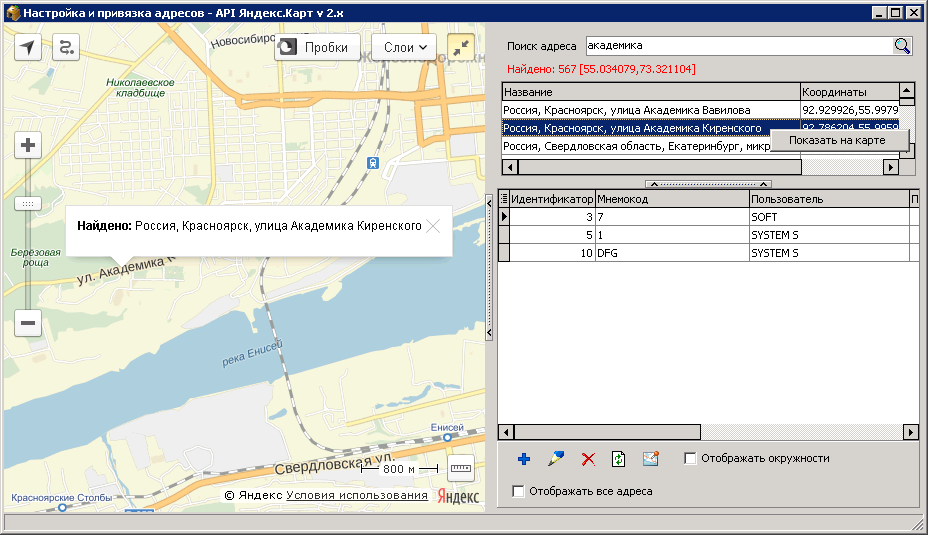 Настройка и привязка адресов - API Яндекс.Карт v 2.x
Новосибирс
Пробки
Слои
Железнодорожн
Николаевское
кладбище
Найдено: Россия, Красноярск, улица Академика Киренского
Берёзовая
роща
ул. Академика К
река Енисей
Енисей
Свердловская ул.
800 м
Красноярские Столбы
© Яндекс Условия использования
Яндекс
Поиск адреса академика
Найдено: 567 [55.034079,73.321104]
Название Координаты
Россия, Красноярск, улица Академика Вавилова 92.929926,55.9979
Россия, Красноярск, улица Академика Киренского 92.786204,55.9959
Россия, Свердловская область, Екатеринбург, микр
Показать на карте
Идентификатор Мнемокод Пользователь П
3 7 SOFT
5 1 SYSTEM S
10 DFG SYSTEM S
Отображать окружности
Отображать все адреса